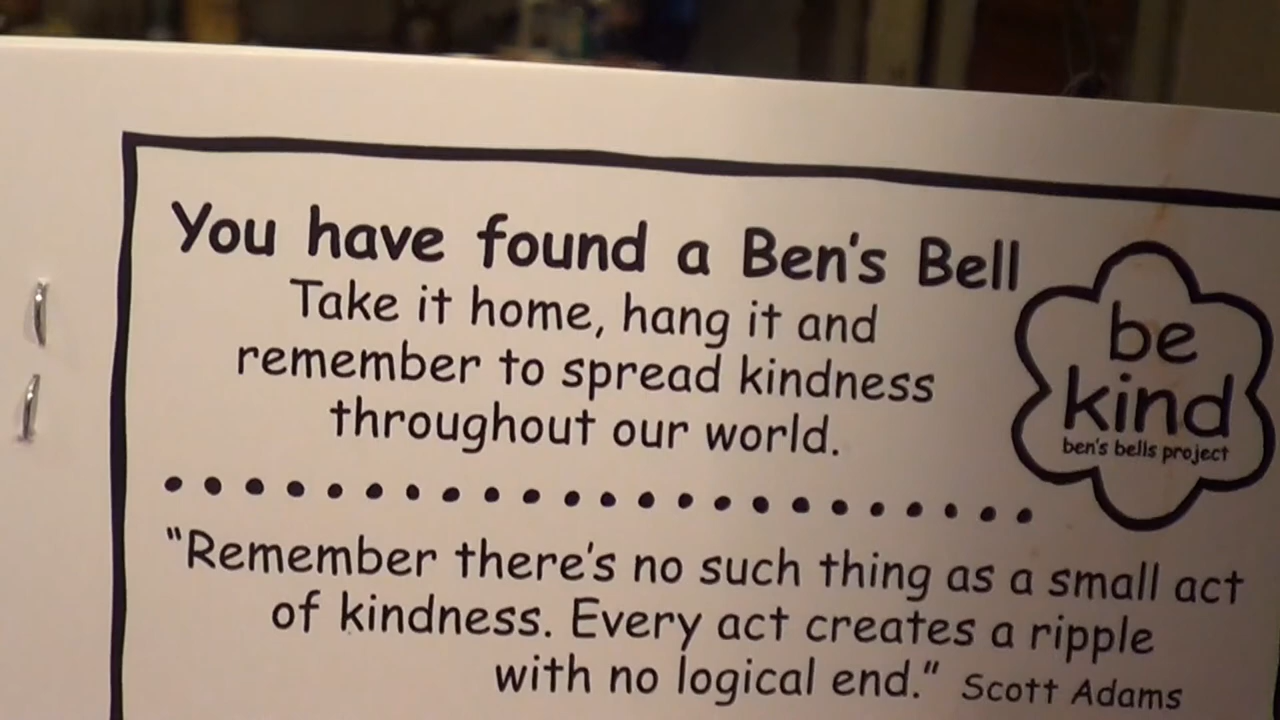 You have found a Ben's Bell
Take it home, hang it and
remember to spread kindness
throughout our world.
be
kind
ben's bells project
"Remember there's no such thing as a small act
of kindness. Every act creates a ripple
with no logical end." Scott Adams